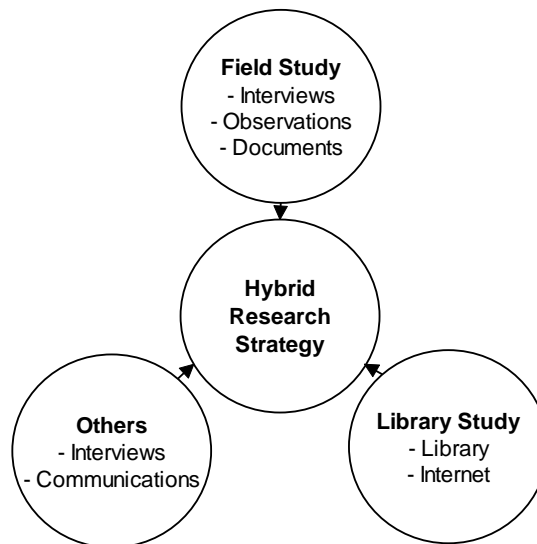 Field Study
- Interviews
- Observations
- Documents
Hybrid
Research
Strategy
Others
- Interviews
- Communications
Library Study
- Library
- Internet